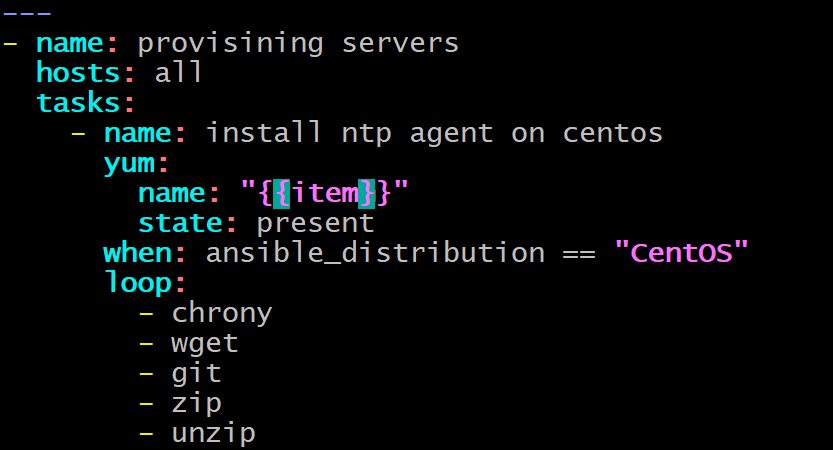 ---
- name: provisining servers
  hosts: all
  tasks:
    - name: install ntp agent on centos
      yum:
        name: "{{item}}"
        state: present
      when: ansible_distribution == "CentOS"
      loop:
        - chrony
        - wget
        - git
        - zip
        - unzip